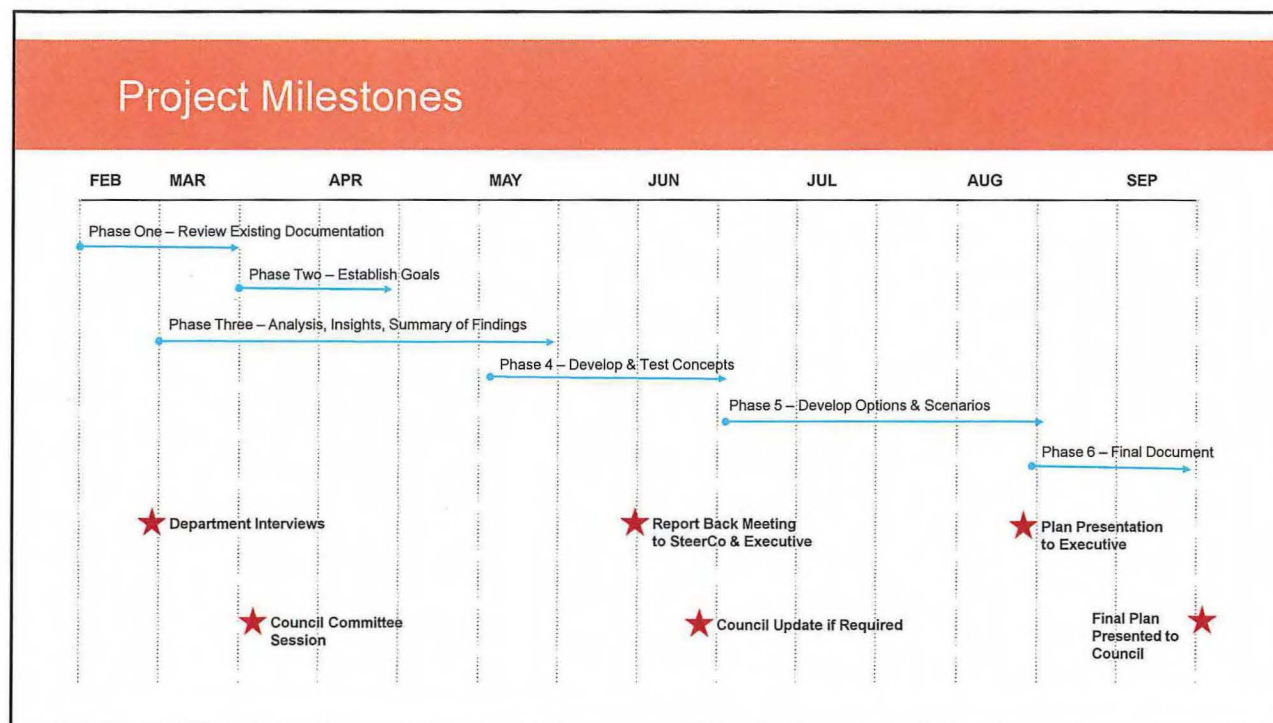 Project Milestones
FEB MAR APR MAY JUN JUL AUG SEP
Phase One – Review Existing Documentation
Phase Two – Establish Goals
Phase Three – Analysis, Insights, Summary of Findings
Phase 4 – Develop & Test Concepts
Phase 5 – Develop Options & Scenarios
Phase 6 – Final Document
Department Interviews
Report Back Meeting
to SteerCo & Executive
Plan Presentation
to Executive
Council Committee
Session
Council Update if Required
Final Plan
Presented to
Council